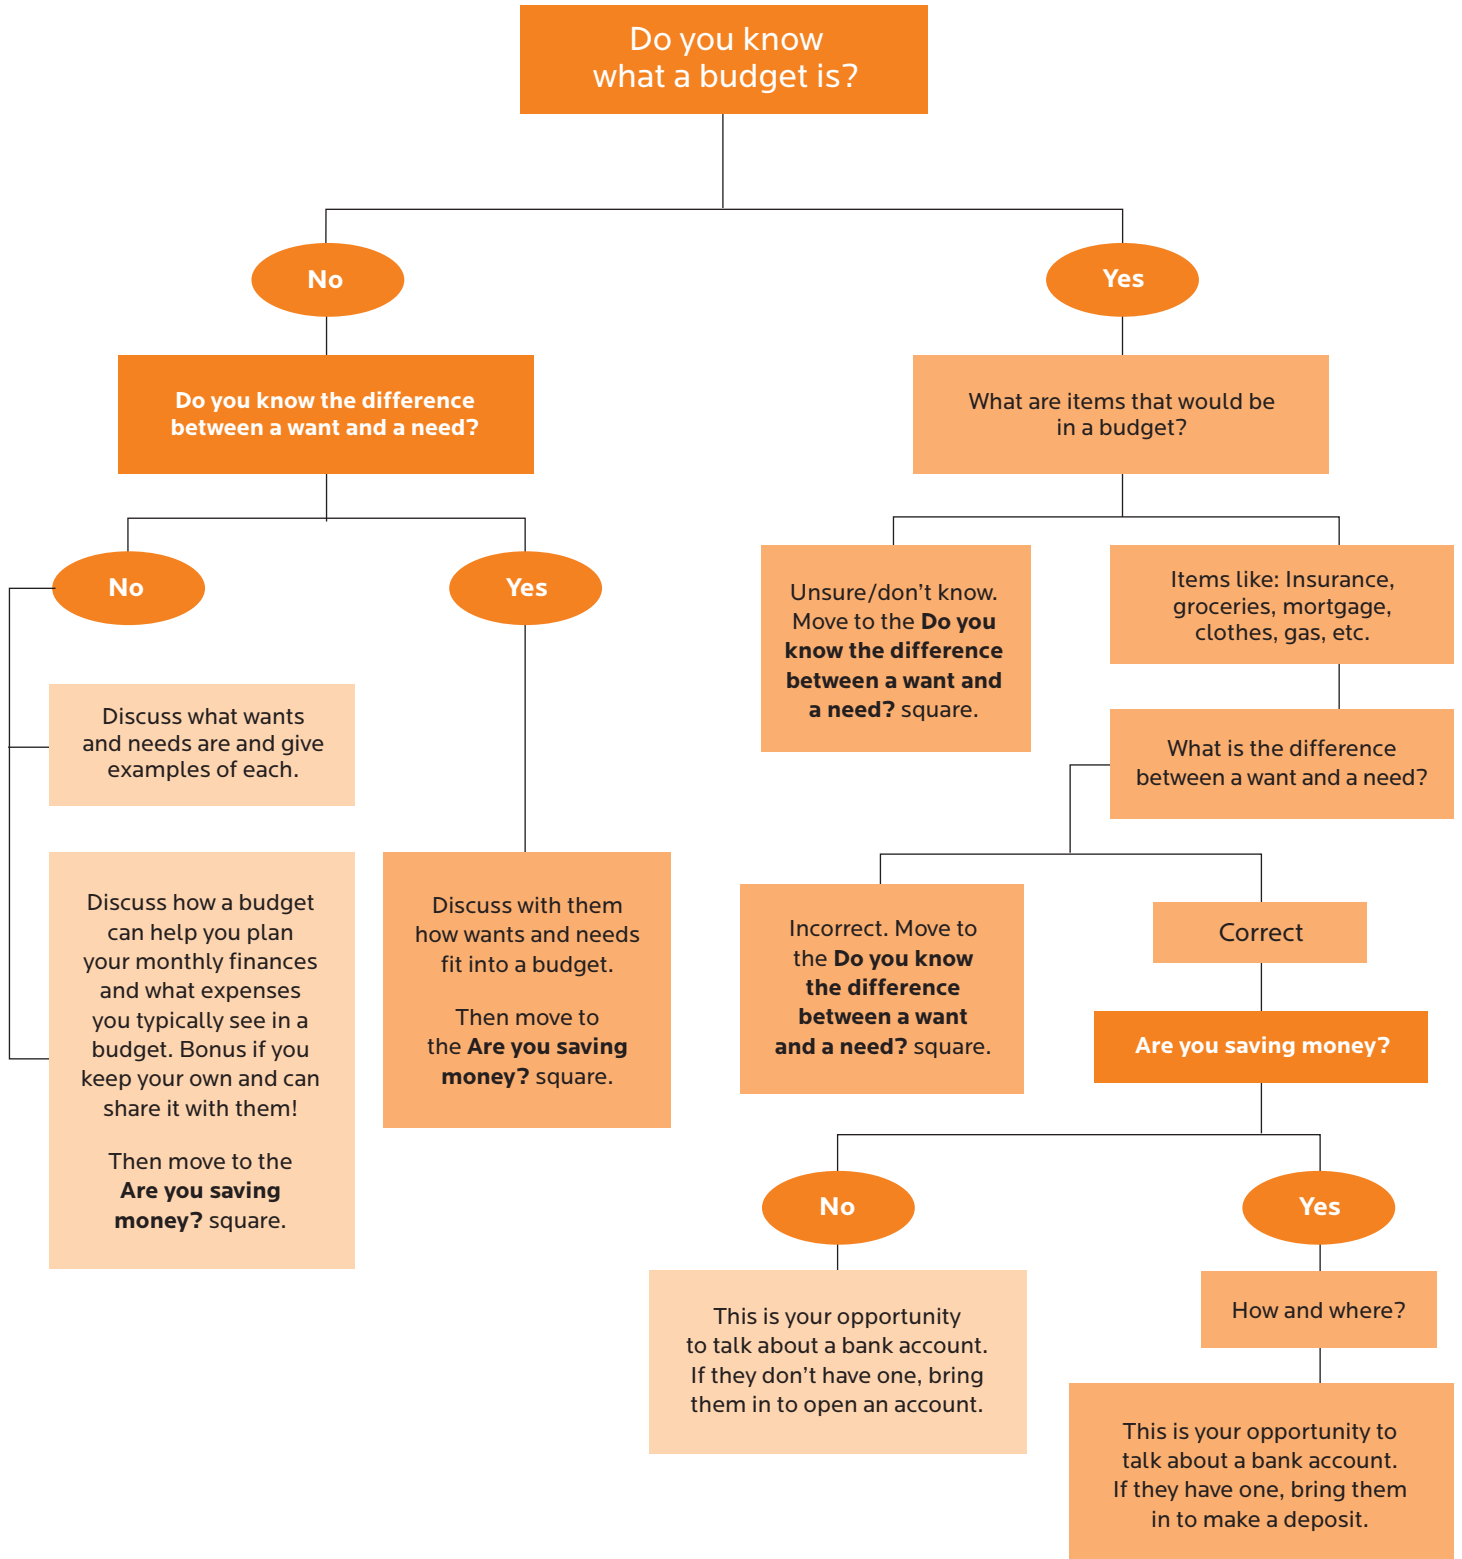 Do you know
what a budget is?
No
Yes
Do you know the difference
between a want and a need?
What are items that would be
in a budget?
No
Yes
Unsure/don’t know.
Move to the Do you
know the difference
between a want and
a need? square.
Items like: Insurance,
groceries, mortgage,
clothes, gas, etc.
Discuss what wants
and needs are and give
examples of each.
What is the difference
between a want and a need?
Discuss how a budget
can help you plan
your monthly finances
and what expenses
you typically see in a
budget. Bonus if you
keep your own and can
share it with them!
Then move to the
Are you saving
money? square.
Discuss with them
how wants and needs
fit into a budget.
Then move to
the Are you saving
money? square.
Incorrect. Move to
the Do you know
the difference
between a want
and a need? square.
Correct
Are you saving money?
No
Yes
This is your opportunity
to talk about a bank account.
If they don’t have one, bring
them in to open an account.
How and where?
This is your opportunity to
talk about a bank account.
If they have one, bring them
in to make a deposit.